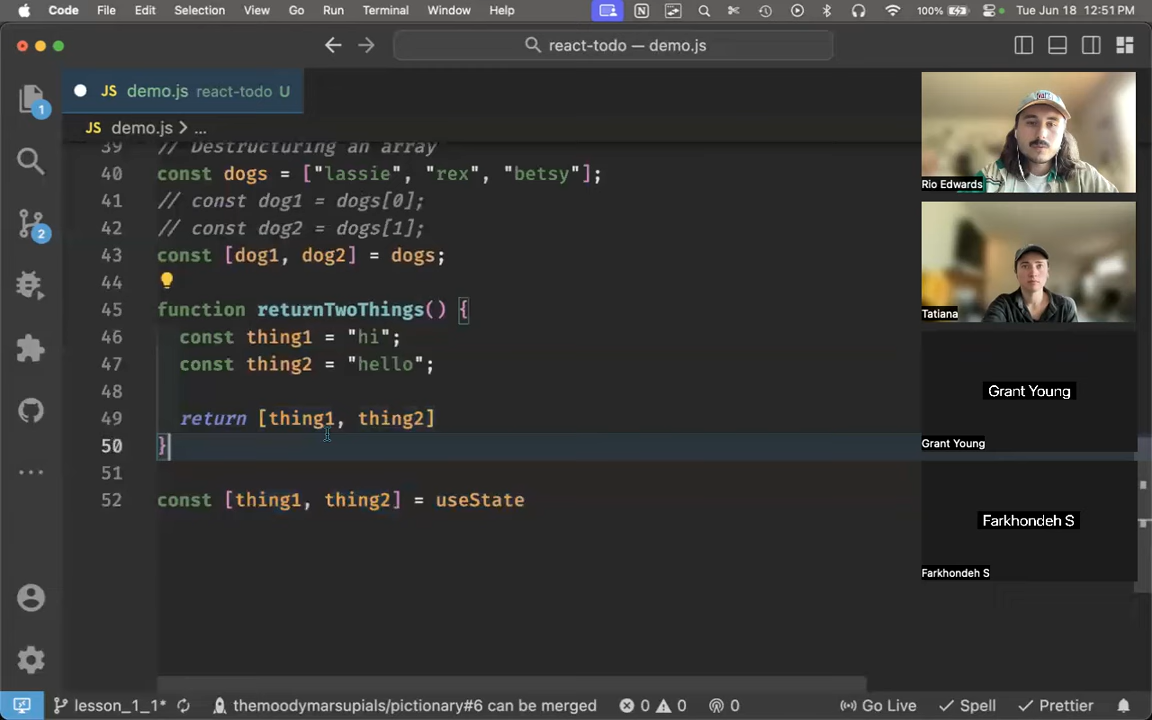 Code File Edit Selection View Go Run Terminal Window Help 100% Tue Jun 18 12:51 PM
react-todo — demo.js
JS demo.js react-todo U
JS demo.js > ...
39 // Destructuring an array
40 const dogs = ["lassie", "rex", "betsy"];
41 // const dog1 = dogs[0];
42 // const dog2 = dogs[1];
43 const [dog1, dog2] = dogs;
44
45 function returnTwoThings() {
46 const thing1 = "hi";
47 const thing2 = "hello";
48
49 return [thing1, thing2]
50 }
51
52 const [thing1, thing2] = useState
1
2
Rio Edwards
Tatiana
Grant Young
Grant Young
Farkhondeh S
Farkhondeh S
lesson_1_1* themoodymarsupials/pictionary#6 can be merged 0 0 0 Go Live Spell Prettier